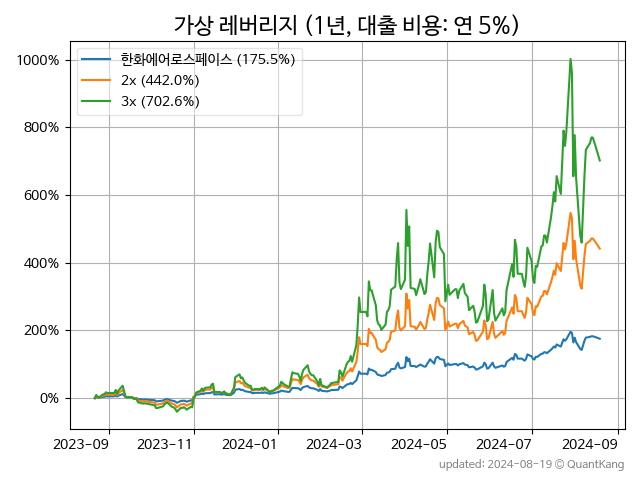 가상 레버리지 (1년, 대출 비용: 연 5%)
한화에어로스페이스 (175.5%)
2x (442.0%)
3x (702.6%)
1000%
800%
600%
400%
200%
0%
2023-09 2023-11 2024-01 2024-03 2024-05 2024-07 2024-09
updated: 2024-08-19 © QuantKang